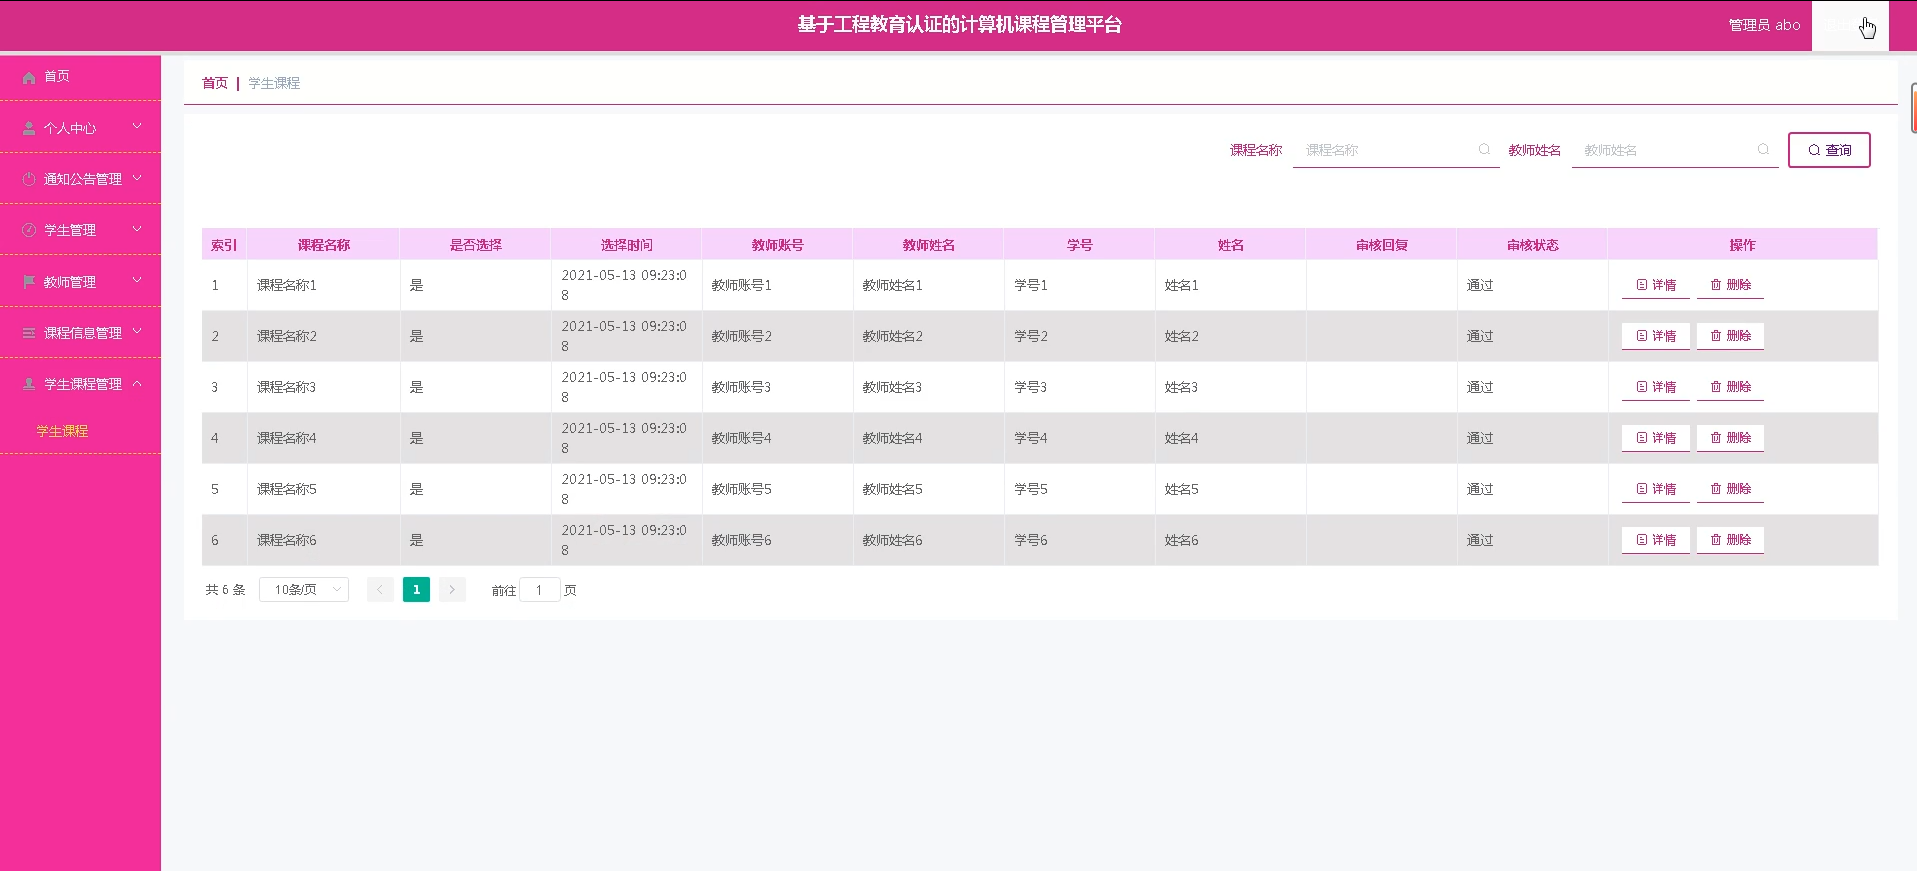 基于工程教育认证的计算机课程管理平台
管理员 abo
首页
个人中心
通知公告管理
学生管理
教师管理
课程信息管理
学生课程管理
学生课程
首页 | 学生课程
课程名称 课程名称 教师姓名 教师姓名 查询
索引 课程名称 是否选择 选择时间 教师账号 教师姓名 学号 姓名 审核回复 审核状态 操作
1 课程名称1 是 2021-05-13 09:23:0
8 教师账号1 教师姓名1 学号1 姓名1 通过 详情 删除
2 课程名称2 是 2021-05-13 09:23:0
8 教师账号2 教师姓名2 学号2 姓名2 通过 详情 删除
3 课程名称3 是 2021-05-13 09:23:0
8 教师账号3 教师姓名3 学号3 姓名3 通过 详情 删除
4 课程名称4 是 2021-05-13 09:23:0
8 教师账号4 教师姓名4 学号4 姓名4 通过 详情 删除
5 课程名称5 是 2021-05-13 09:23:0
8 教师账号5 教师姓名5 学号5 姓名5 通过 详情 删除
6 课程名称6 是 2021-05-13 09:23:0
8 教师账号6 教师姓名6 学号6 姓名6 通过 详情 删除
共 6 条 10条/页 1 前往 1 页